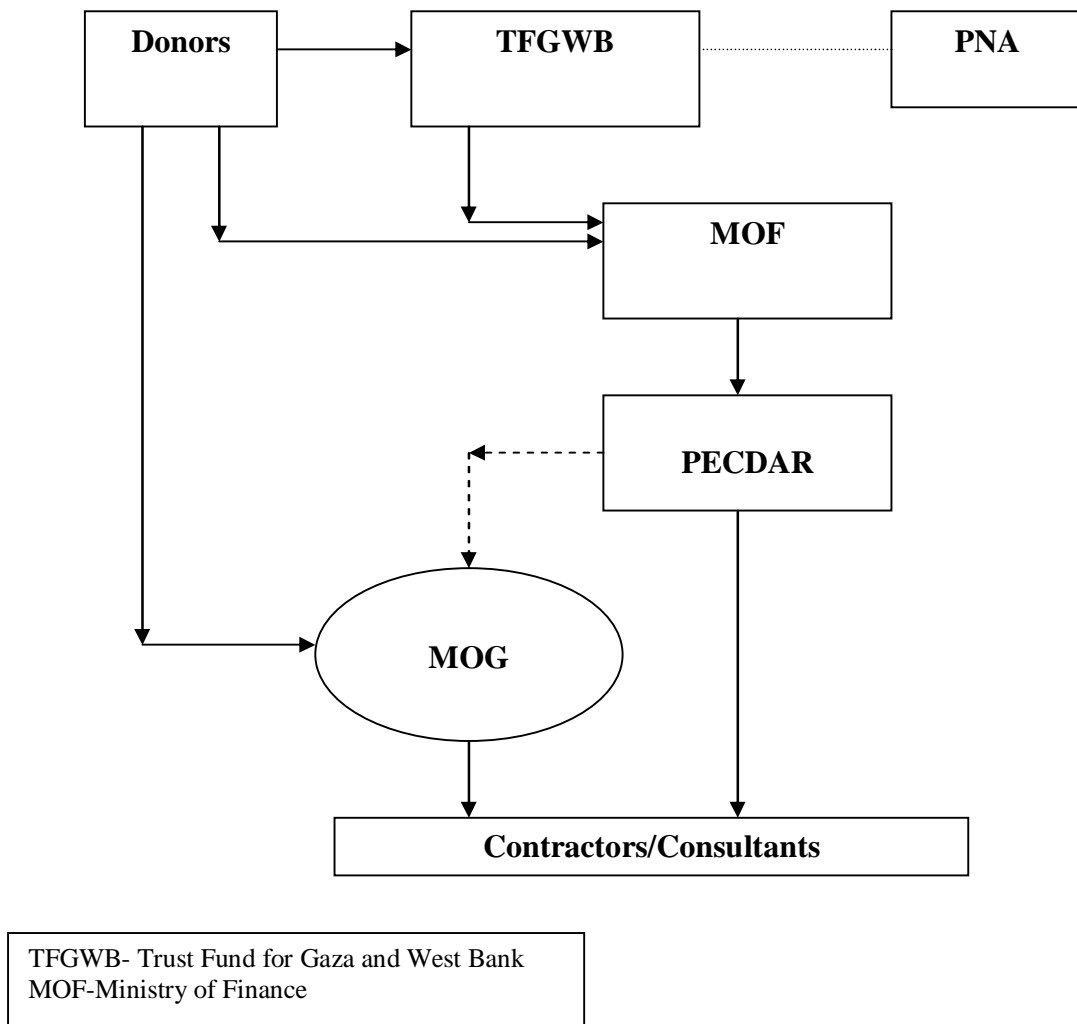 Donors
TFGWB
PNA
MOF
PECDAR
MOG
Contractors/Consultants
TFGWB- Trust Fund for Gaza and West Bank
MOF-Ministry of Finance